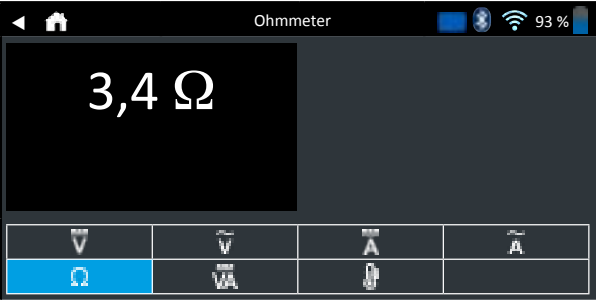 Ohmmeter
93 %
3,4 Ω
V V A A
Ω VA